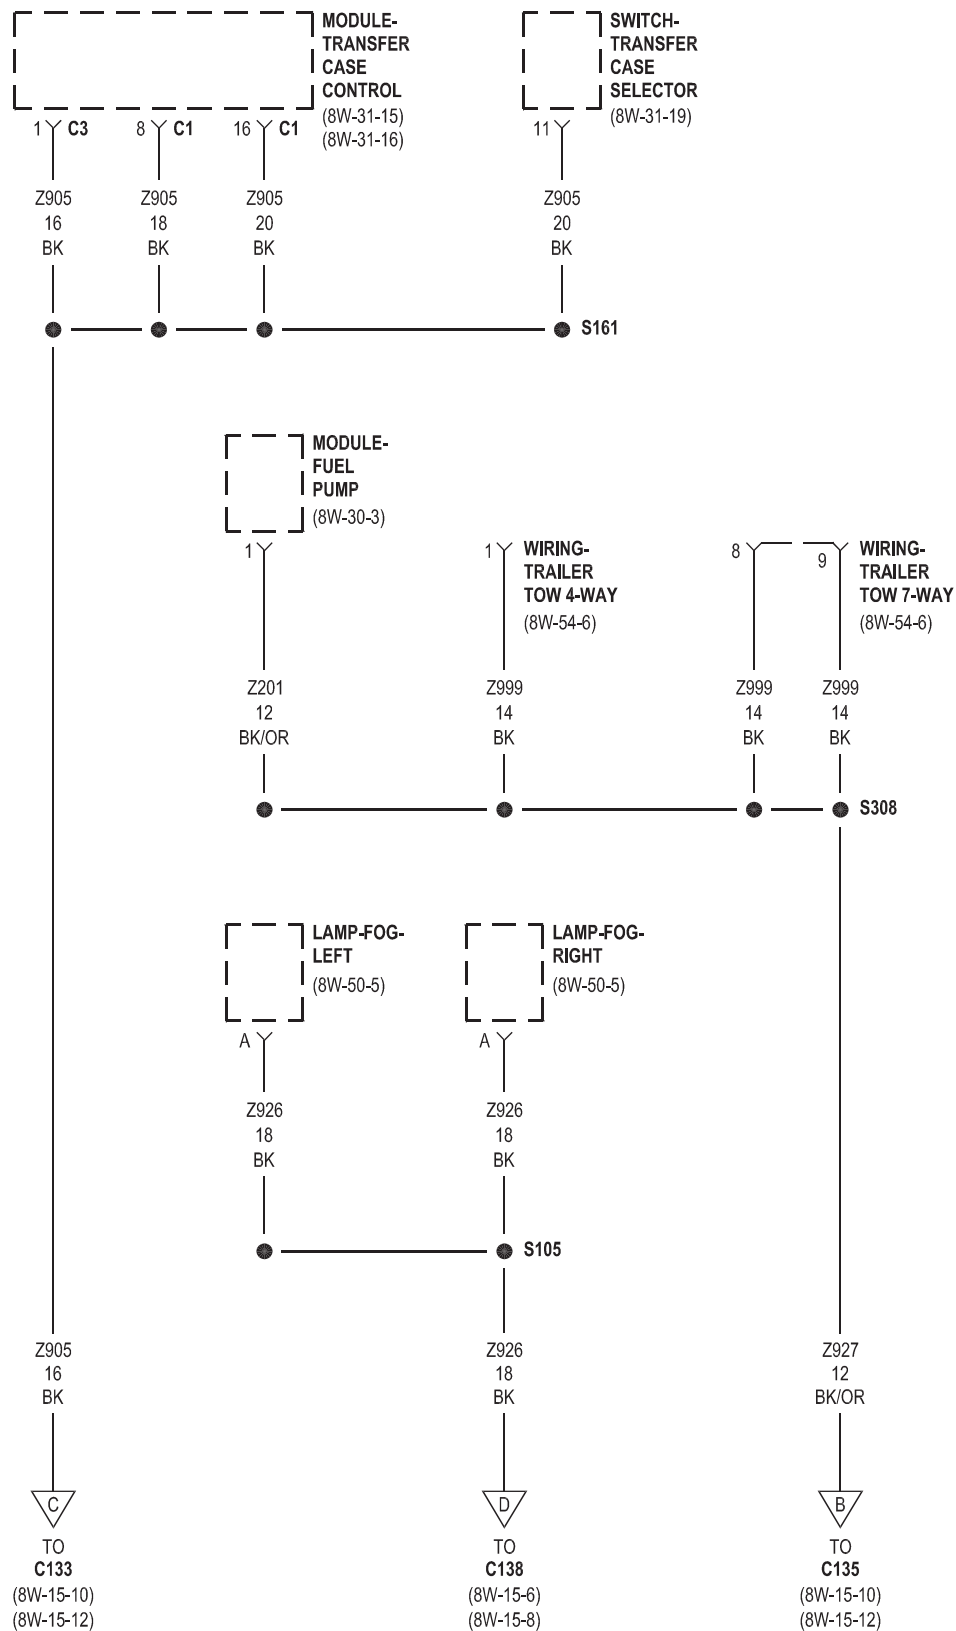 MODULE-
TRANSFER
CASE
CONTROL
(8W-31-15)
(8W-31-16)
SWITCH-
TRANSFER
CASE
SELECTOR
(8W-31-19)
1 C3
8 C1
16 C1
11
Z905
16
BK
Z905
18
BK
Z905
20
BK
Z905
20
BK
S161
MODULE-
FUEL
PUMP
(8W-30-3)
1
1
WIRING-
TRAILER
TOW 4-WAY
(8W-54-6)
8
9
WIRING-
TRAILER
TOW 7-WAY
(8W-54-6)
Z201
12
BK/OR
Z999
14
BK
Z999
14
BK
Z999
14
BK
S308
LAMP-FOG-
LEFT
(8W-50-5)
LAMP-FOG-
RIGHT
(8W-50-5)
A
A
Z926
18
BK
Z926
18
BK
S105
Z905
16
BK
Z926
18
BK
Z927
12
BK/OR
C
TO
C133
(8W-15-10)
(8W-15-12)
D
TO
C138
(8W-15-6)
(8W-15-8)
B
TO
C135
(8W-15-10)
(8W-15-12)